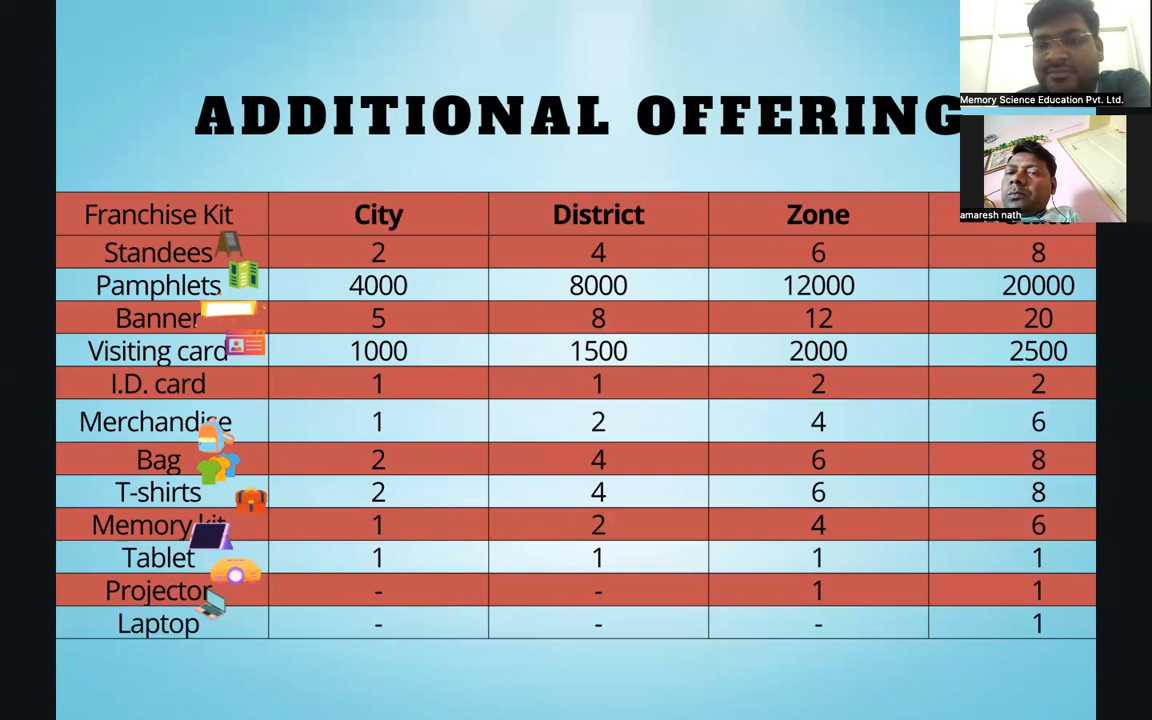 Memory Science Education Pvt. Ltd.
ADDITIONAL OFFERING
amaresh nath
Franchise Kit City District Zone
Standees 2 4 6 8
Pamphlets 4000 8000 12000 20000
Banner 5 8 12 20
Visiting card 1000 1500 2000 2500
I.D. card 1 1 2 2
Merchandise 1 2 4 6
Bag 2 4 6 8
T-shirts 2 4 6 8
Memory kit 1 2 4 6
Tablet 1 1 1 1
Projector - - 1 1
Laptop - - - 1